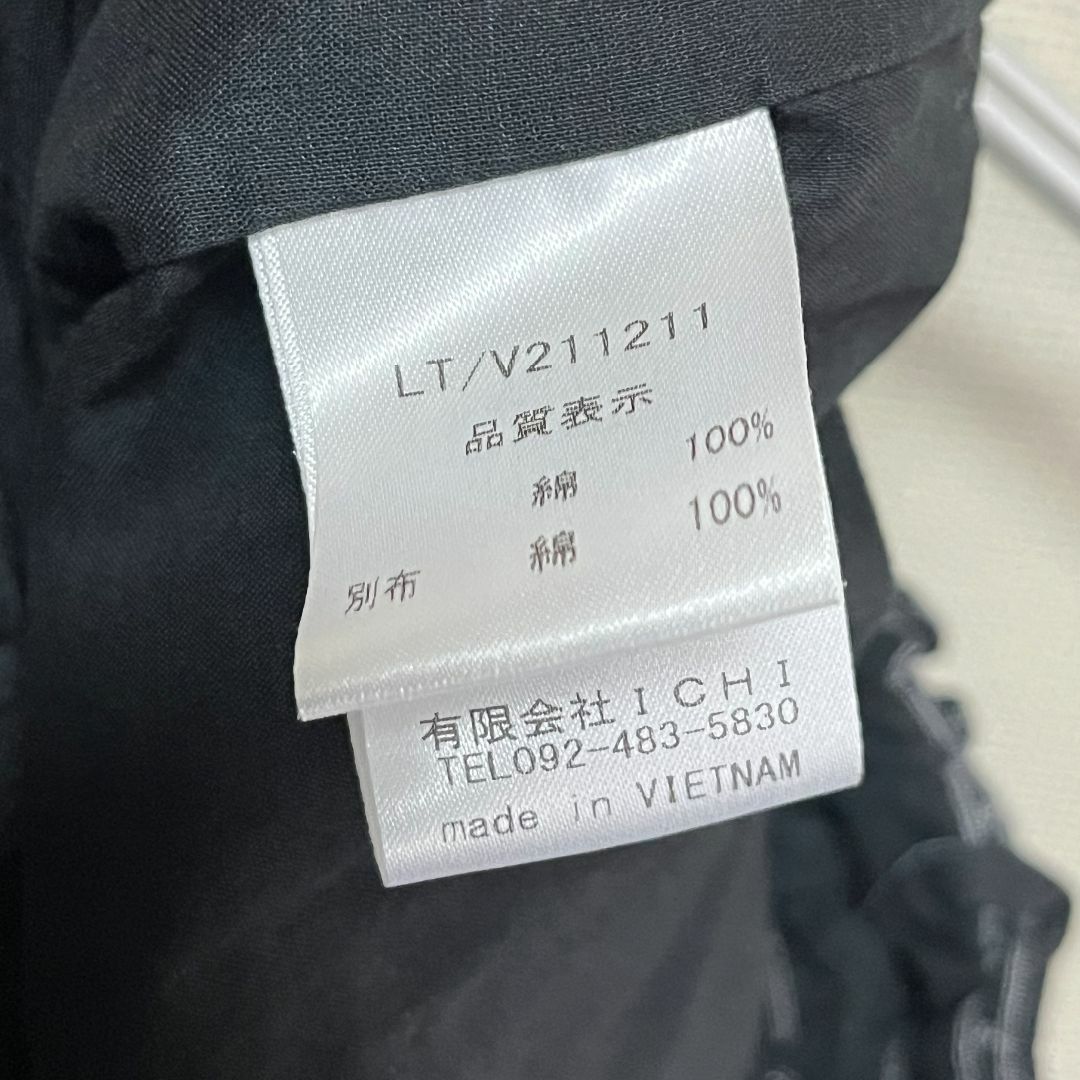 LT/V211211
品質表示
綿 100%
別布 綿 100%
有限会社ICHI
TEL092-483-5830
made in VIETNAM